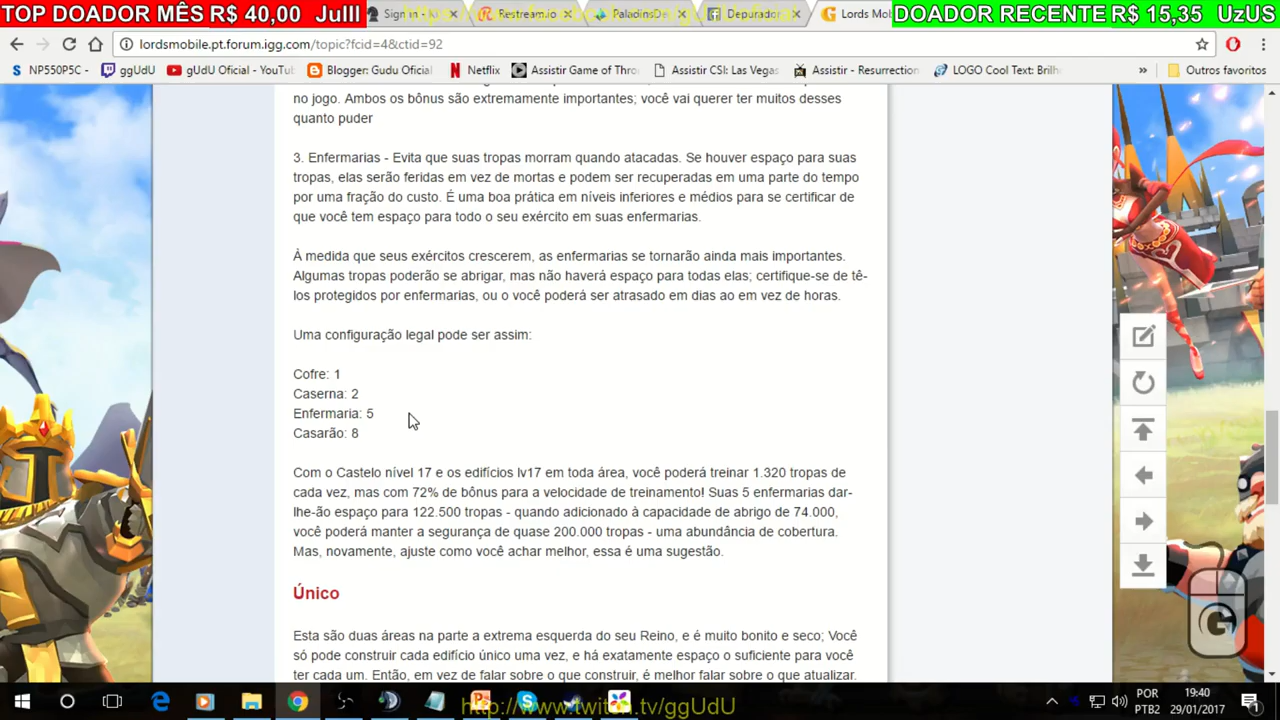 TOP DOADOR MÊS R$ 40,00 Julll
DOADOR RECENTE R$ 15,35 UzUS
Restream.io
PaladinsDep
Depurador
Lords Mo
lordsmobile.pt.forum.igg.com/topic?fcid=4&ctid=92
NP550P5C -
ggUdU
gUdU Oficial - YouTu
Blogger: Gudu Oficial
Netflix
Assistir Game of Thro
Assistir CSI: Las Vegas
Assistir - Resurrection
LOGO Cool Text: Brilh
»
Outros favoritos
no jogo. Ambos os bônus são extremamente importantes; você vai querer ter muitos desses
quanto puder
3. Enfermarias - Evita que suas tropas morram quando atacadas. Se houver espaço para suas
tropas, elas serão feridas em vez de mortas e podem ser recuperadas em uma parte do tempo
por uma fração do custo. É uma boa prática em níveis inferiores e médios para se certificar de
que você tem espaço para todo o seu exército em suas enfermarias.
À medida que seus exércitos crescerem, as enfermarias se tornarão ainda mais importantes.
Algumas tropas poderão se abrigar, mas não haverá espaço para todas elas; certifique-se de tê-
los protegidos por enfermarias, ou o você poderá ser atrasado em dias ao em vez de horas.
Uma configuração legal pode ser assim:
Cofre: 1
Caserna: 2
Enfermaria: 5
Casarão: 8
Com o Castelo nível 17 e os edifícios lv17 em toda área, você poderá treinar 1.320 tropas de
cada vez, mas com 72% de bônus para a velocidade de treinamento! Suas 5 enfermarias dar-
lhe-ão espaço para 122.500 tropas - quando adicionado à capacidade de abrigo de 74.000,
você poderá manter a segurança de quase 200.000 tropas - uma abundância de cobertura.
Mas, novamente, ajuste como você achar melhor, essa é uma sugestão.
Único
Esta são duas áreas na parte a extrema esquerda do seu Reino, e é muito bonito e seco; Você
só pode construir cada edifício único uma vez, e há exatamente espaço o suficiente para você
ter cada um. Então, em vez de falar sobre o que construir, é melhor falar sobre o que atualizar.
http://www.twitch.tv/ggUdU
POR
PTB2
19:40
29/01/2017